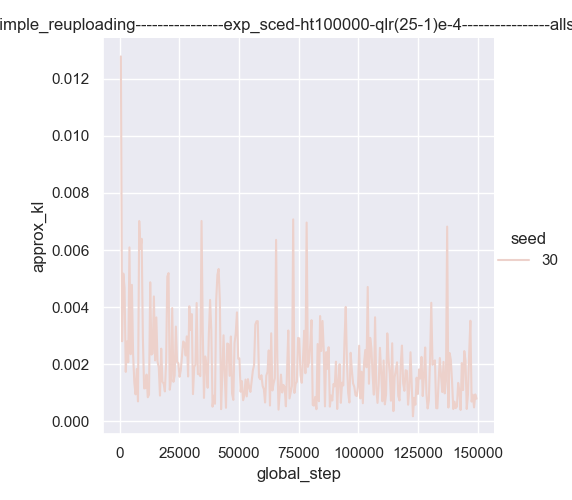 imple_reuploading----------------exp_sced-ht100000-qlr(25-1)e-4----------------alls
0.012
0.010
0.008
0.006
0.004
0.002
0.000
approx_kl
0 25000 50000 75000 100000 125000 150000
global_step
seed
30